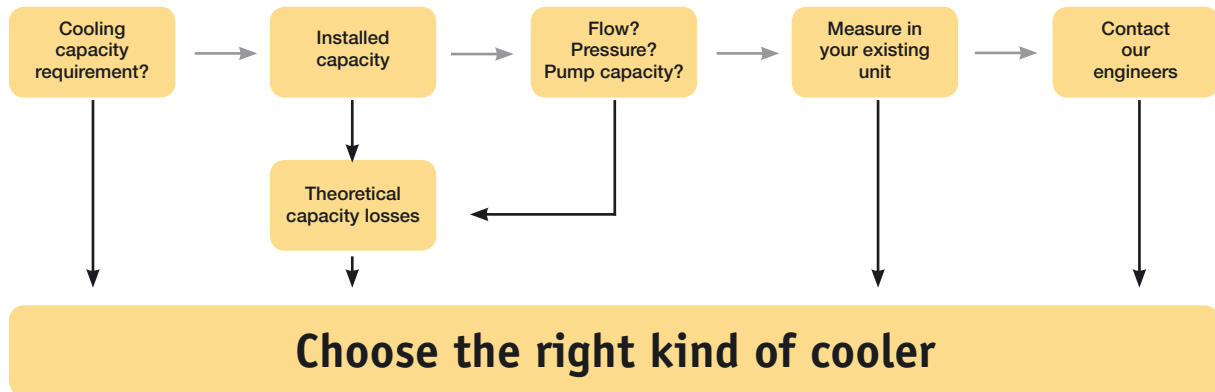 Cooling
capacity
requirement?
Installed
capacity
Flow?
Pressure?
Pump capacity?
Measure in
your existing
unit
Contact
our
engineers
Theoretical
capacity losses
Choose the right kind of cooler